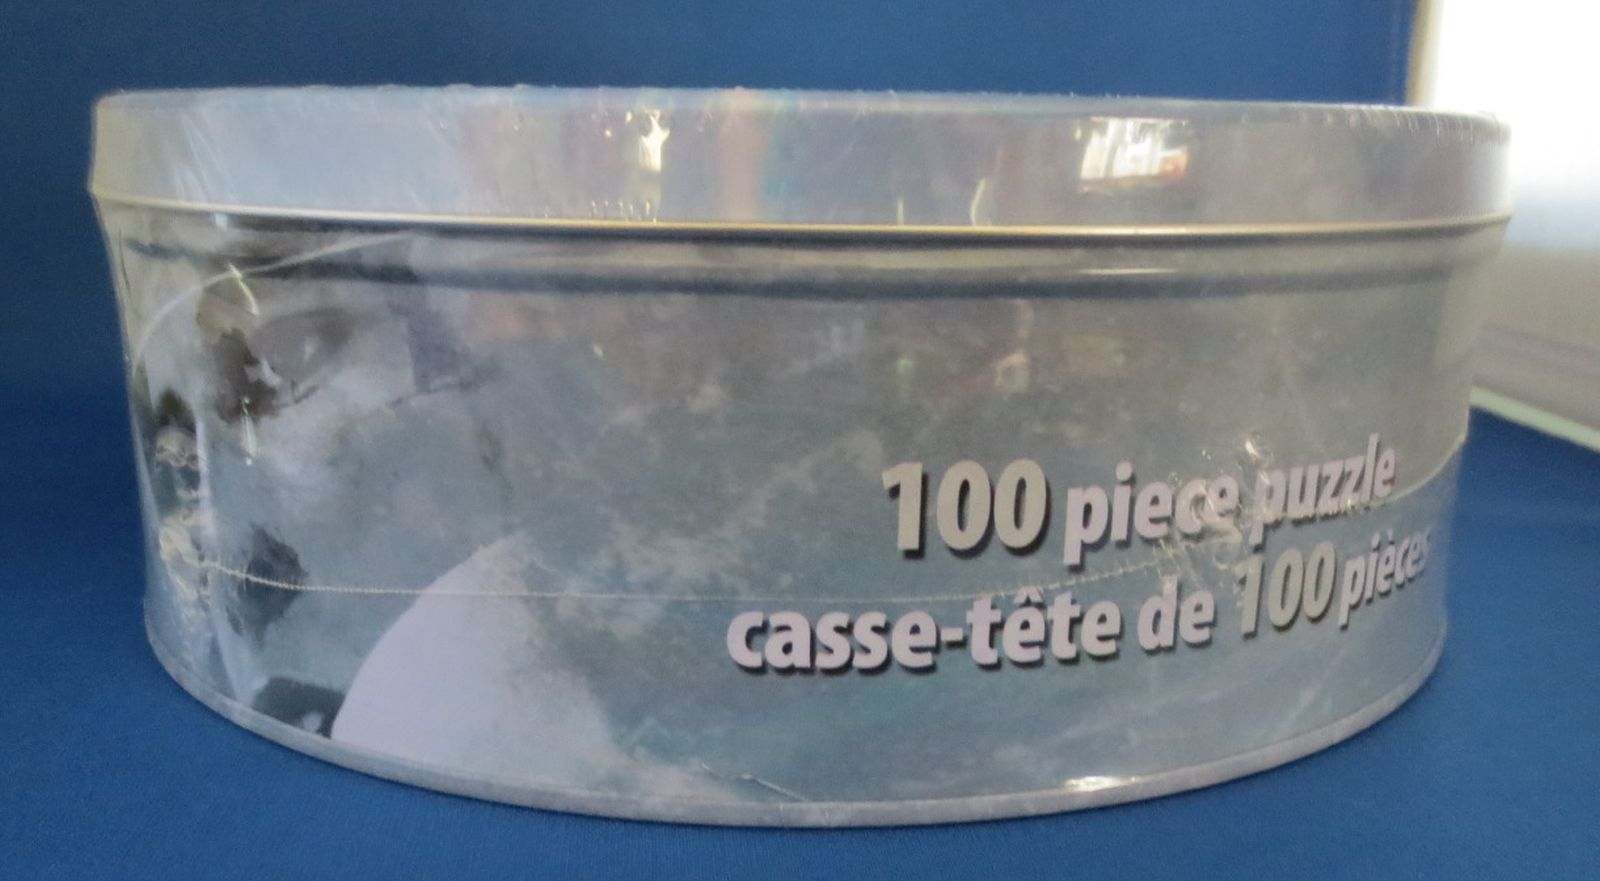 100 piece puzzle
casse-tête de 100 pièces